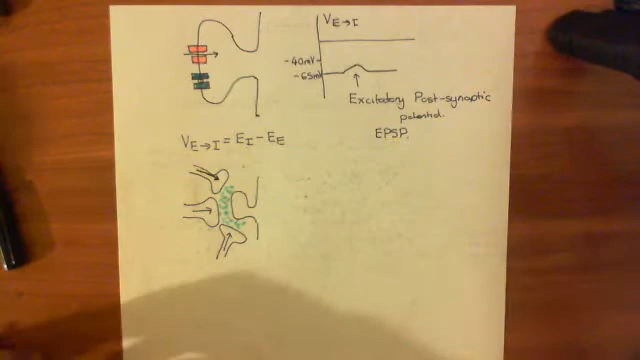 V E→I
-40mV
-65mV
Excitatory Post-synaptic
potential.
EPSP.
V E→I = E I - E E